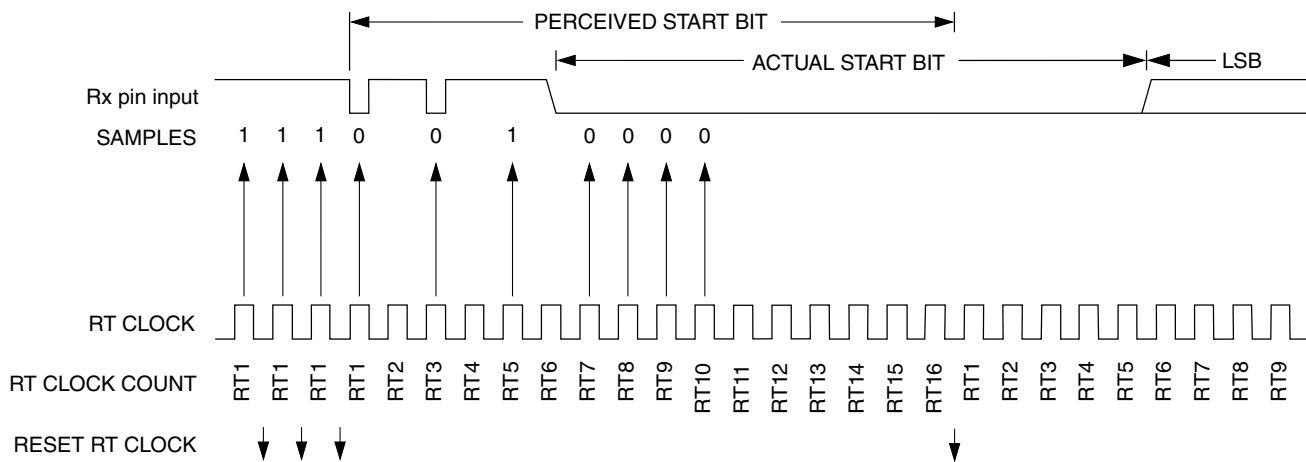 PERCEIVED START BIT
ACTUAL START BIT
LSB
Rx pin input
SAMPLES 1 1 1 0 0 1 0 0 0 0
RT CLOCK
RT CLOCK COUNT RT1 RT1 RT1 RT1 RT2 RT3 RT4 RT5 RT6 RT7 RT8 RT9 RT10 RT11 RT12 RT13 RT14 RT15 RT16 RT1 RT2 RT3 RT4 RT5 RT6 RT7 RT8 RT9
RESET RT CLOCK